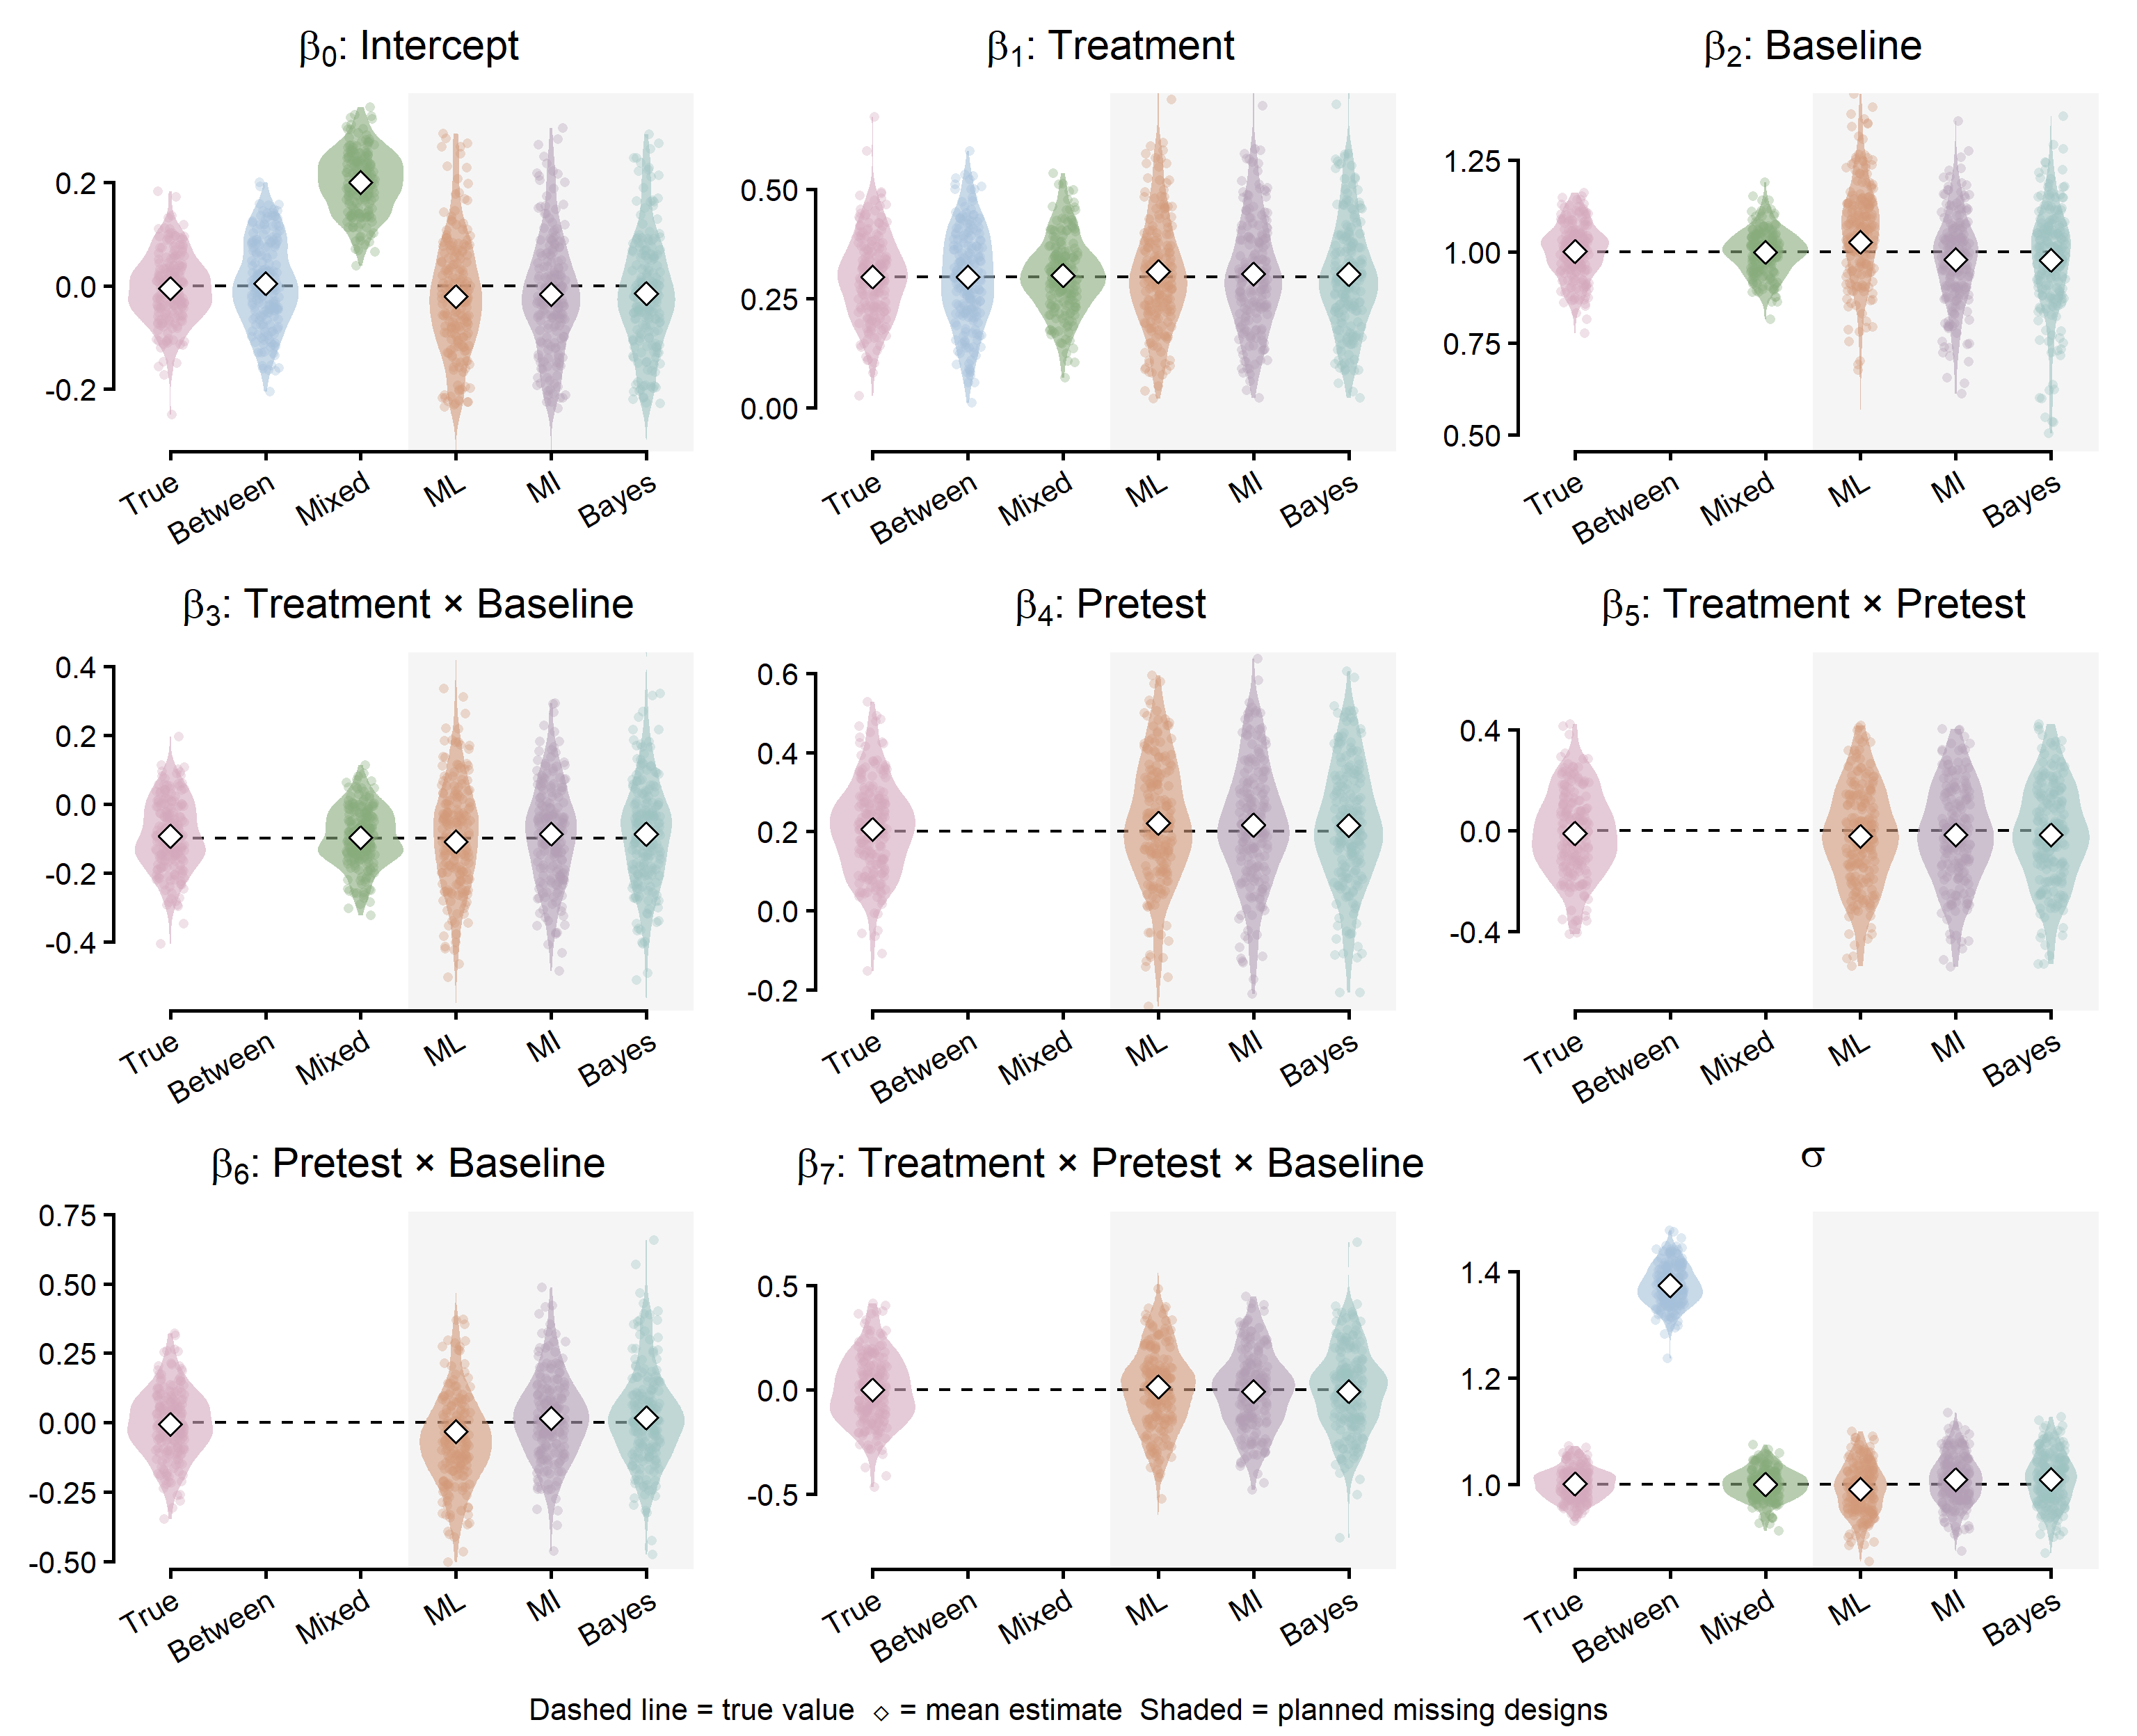 β0: Intercept
0.2
0.0
-0.2
True
Between
Mixed
ML
MI
Bayes
β1: Treatment
0.50
0.25
0.00
True
Between
Mixed
ML
MI
Bayes
β2: Baseline
1.25
1.00
0.75
0.50
True
Between
Mixed
ML
MI
Bayes
β3: Treatment × Baseline
0.4
0.2
0.0
-0.2
-0.4
True
Between
Mixed
ML
MI
Bayes
β4: Pretest
0.6
0.4
0.2
0.0
-0.2
True
Between
Mixed
ML
MI
Bayes
β5: Treatment × Pretest
0.4
0.0
-0.4
True
Between
Mixed
ML
MI
Bayes
β6: Pretest × Baseline
0.75
0.50
0.25
0.00
-0.25
-0.50
True
Between
Mixed
ML
MI
Bayes
β7: Treatment × Pretest × Baseline
0.5
0.0
-0.5
True
Between
Mixed
ML
MI
Bayes
σ
1.4
1.2
1.0
True
Between
Mixed
ML
MI
Bayes
Dashed line = true value ◇ = mean estimate Shaded = planned missing designs